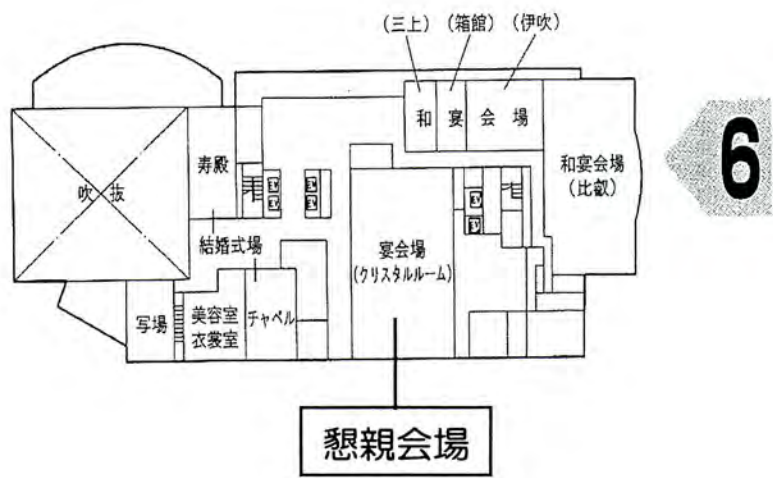 (三上) (箱館) (伊吹)
和 宴 会 場
6
寿殿
吹 抜
和宴会場
(比叡)
結婚式場
宴会場
(クリスタルルーム)
写場
美容室
衣裳室
チャペル
懇親会場